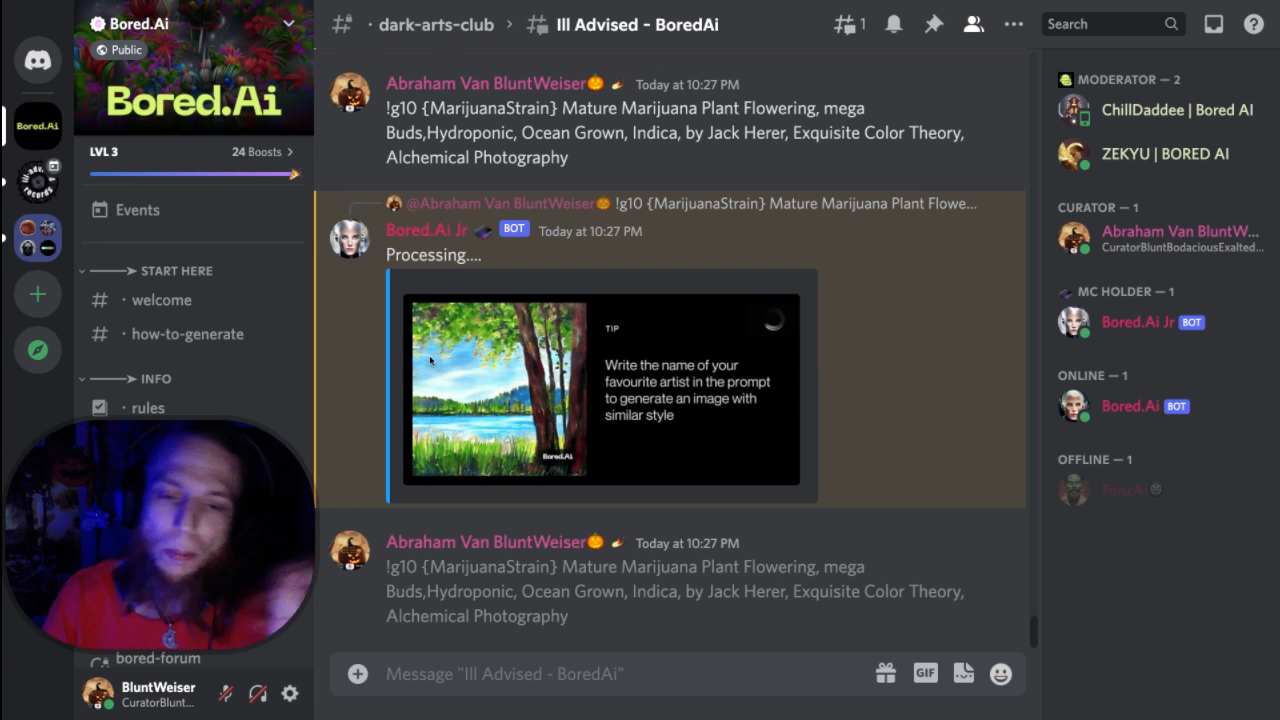 Bored.Ai
Public
Bored.Ai
LVL 3
24 Boosts
Events
START HERE
# · welcome
# · how-to-generate
INFO
· rules
bored-forum
BluntWeiser
CuratorBlunt...
Bored.Ai
· dark-arts-club
Ill Advised - BoredAi
1
Search
Abraham Van BluntWeiser🎃 Today at 10:27 PM
!g10 {MarijuanaStrain} Mature Marijuana Plant Flowering, mega
Buds,Hydroponic, Ocean Grown, Indica, by Jack Herer, Exquisite Color Theory,
Alchemical Photography
@Abraham Van BluntWeiser🎃 !g10 {MarijuanaStrain} Mature Marijuana Plant Flowe...
Bored.Ai Jr BOT Today at 10:27 PM
Processing....
TIP
Write the name of your
favourite artist in the prompt
to generate an image with
similar style
Bored.Ai
Abraham Van BluntWeiser🎃 Today at 10:27 PM
!g10 {MarijuanaStrain} Mature Marijuana Plant Flowering, mega
Buds,Hydroponic, Ocean Grown, Indica, by Jack Herer, Exquisite Color Theory,
Alchemical Photography
Message "Ill Advised - BoredAi"
GIF
MODERATOR — 2
ChillDaddee | Bored AI
ZEKYU | BORED AI
CURATOR — 1
Abraham Van BluntW...
CuratorBluntBodaciousExalted...
MC HOLDER — 1
Bored.Ai Jr BOT
ONLINE — 1
Bored.Ai BOT
OFFLINE — 1